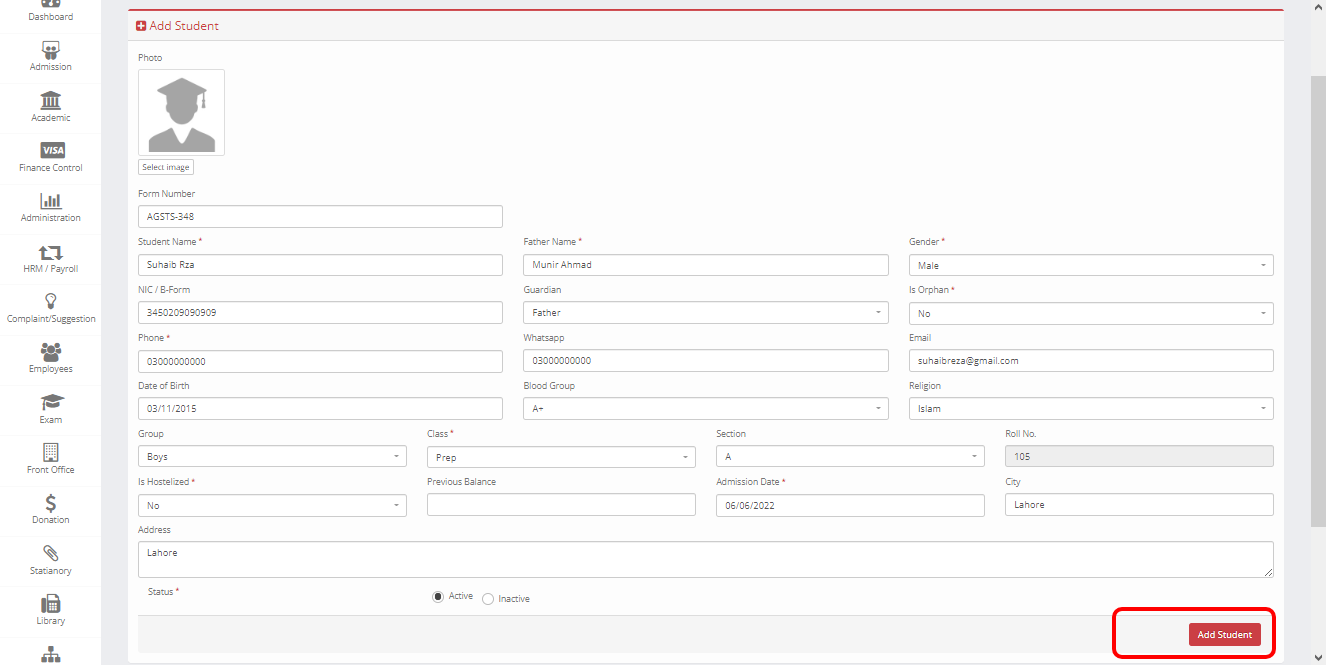 Dashboard
Admission
Academic
VISA
Finance Control
Administration
HRM / Payroll
Complaint/Suggestion
Employees
Exam
Front Office
$
Donation
Stationary
Library
Add Student
Photo
Select image
Form Number
AGSTS-348
Student Name * Father Name * Gender *
Suhaib Rza Munir Ahmad Male
NIC / B-Form Guardian Is Orphan *
3450209090909 Father No
Phone * Whatsapp Email
03000000000 03000000000 suhaibreza@gmail.com
Date of Birth Blood Group Religion
03/11/2015 A+ Islam
Group Class * Section Roll No.
Boys Prep A 105
Is Hostelized * Previous Balance Admission Date * City
No 06/06/2022 Lahore
Address
Lahore
Status * Active Inactive
Add Student